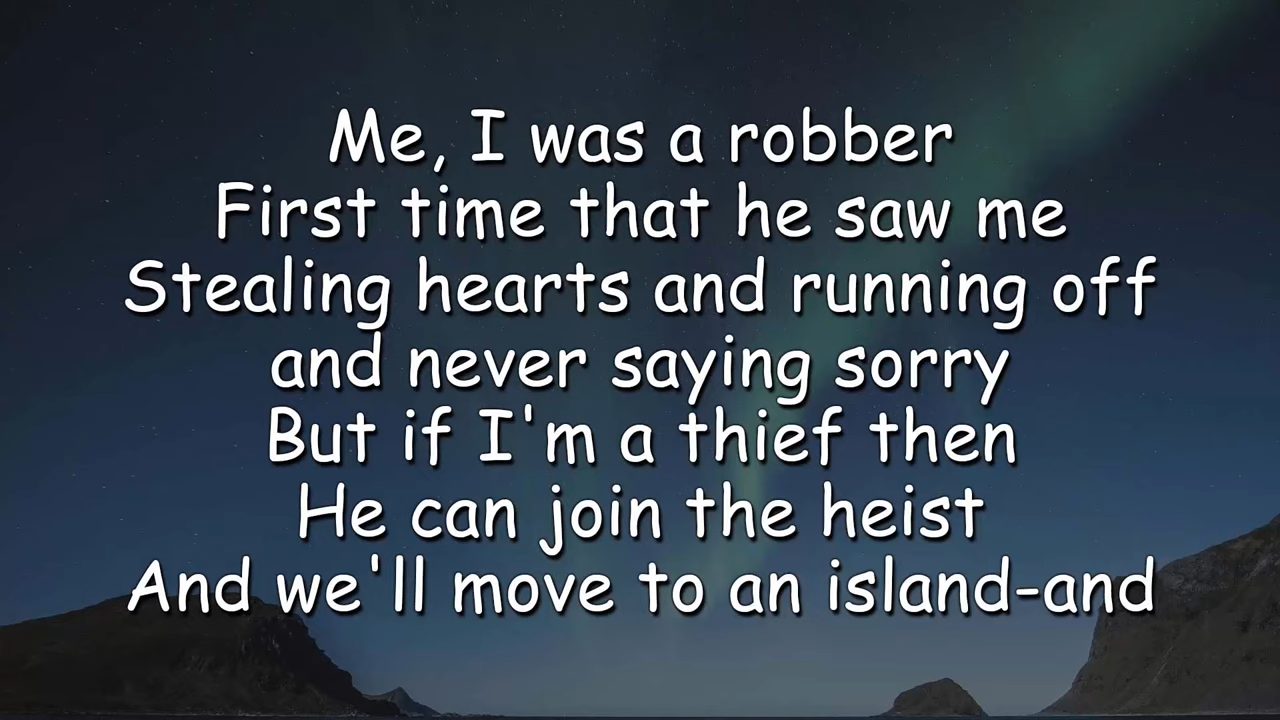 Me, I was a robber
First time that he saw me
Stealing hearts and running off
and never saying sorry
But if I'm a thief then
He can join the heist
And we'll move to an island-and